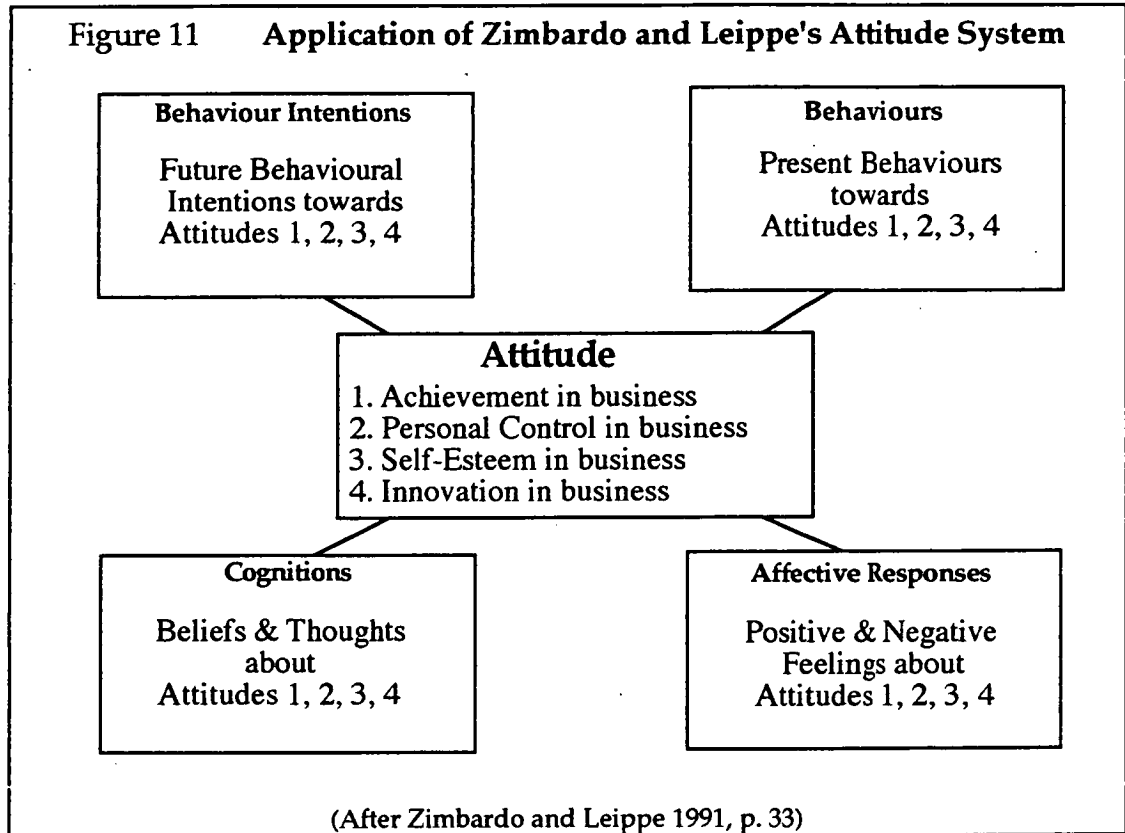 Figure 11 Application of Zimbardo and Leippe's Attitude System
Behaviour Intentions
Future Behavioural
Intentions towards
Attitudes 1, 2, 3, 4
Behaviours
Present Behaviours
towards
Attitudes 1, 2, 3, 4
Attitude
1. Achievement in business
2. Personal Control in business
3. Self-Esteem in business
4. Innovation in business
Cognitions
Beliefs & Thoughts
about
Attitudes 1, 2, 3, 4
Affective Responses
Positive & Negative
Feelings about
Attitudes 1, 2, 3, 4
(After Zimbardo and Leippe 1991, p. 33)